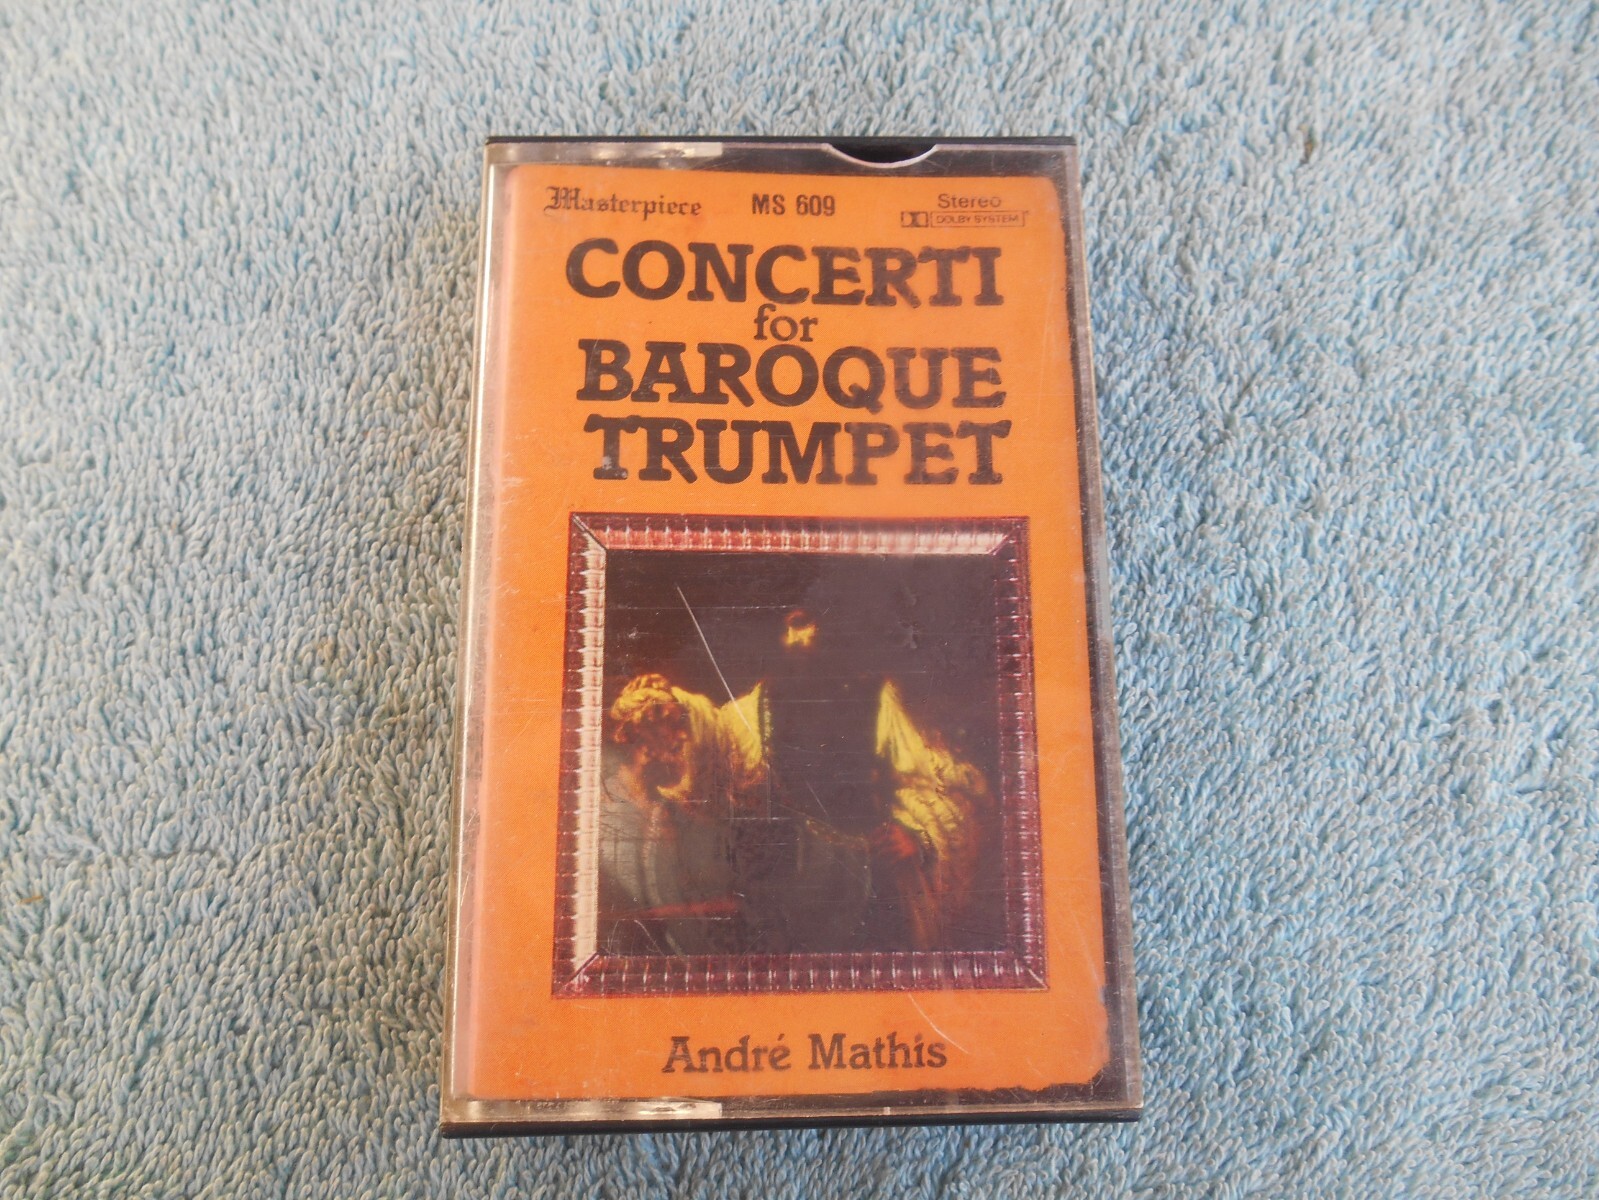 Masterpiece MS 609 Stereo
DOLBY SYSTEM
CONCERTI
for
BAROQUE
TRUMPET
André Mathis